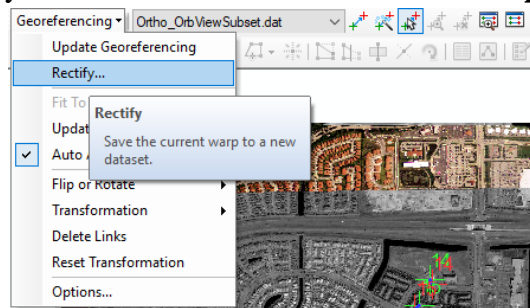 Georeferencing
Ortho_OrbViewSubset.dat
Update Georeferencing
Rectify...
Fit To
Rectify
Updat
Save the current warp to a new
dataset.
Auto
Flip or Rotate
Transformation
Delete Links
Reset Transformation
Options...
14